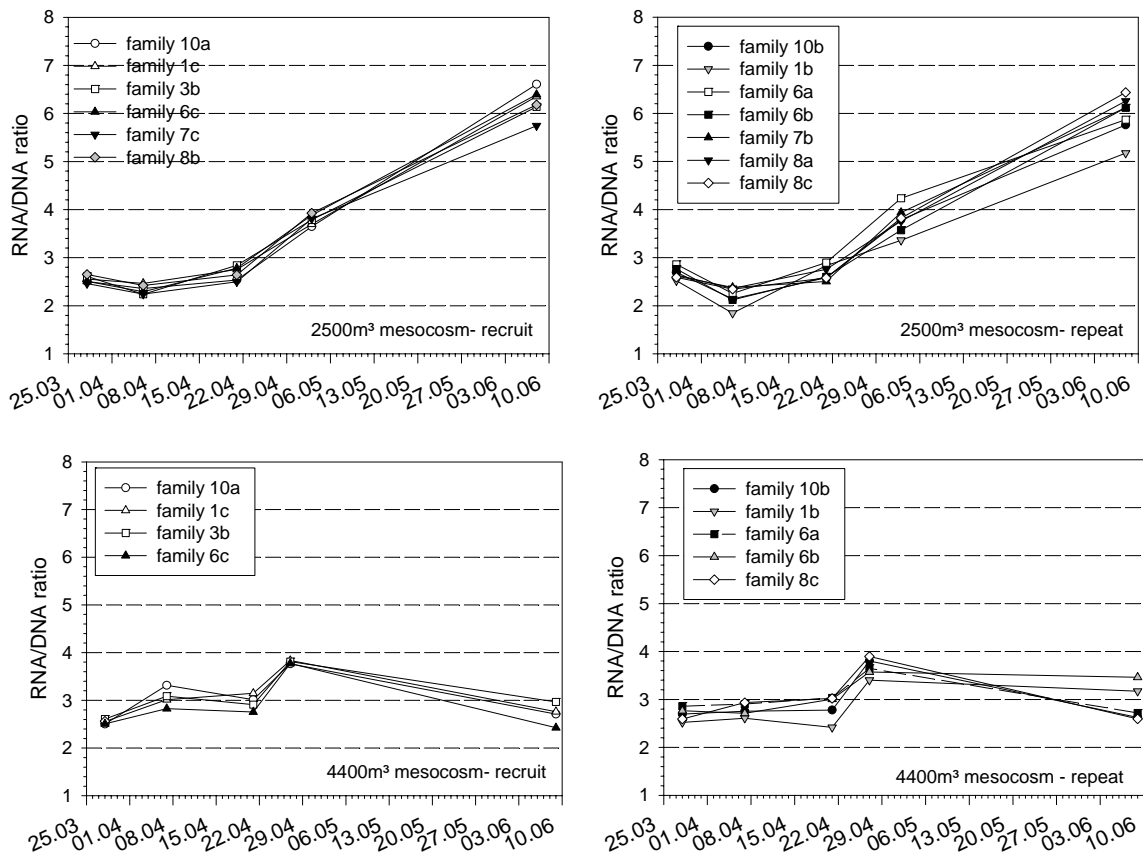 8
7
6
5
4
3
2
1
RNA/DNA ratio
family 10a
family 1c
family 3b
family 6c
family 7c
family 8b
2500m³ mesocosm- recruit
25.03
01.04
08.04
15.04
22.04
29.04
06.05
13.05
20.05
27.05
03.06
10.06
8
7
6
5
4
3
2
1
RNA/DNA ratio
family 10b
family 1b
family 6a
family 6b
family 7b
family 8a
family 8c
2500m³ mesocosm- repeat
25.03
01.04
08.04
15.04
22.04
29.04
06.05
13.05
20.05
27.05
03.06
10.06
8
7
6
5
4
3
2
1
RNA/DNA ratio
family 10a
family 1c
family 3b
family 6c
4400m³ mesocosm- recruit
25.03
01.04
08.04
15.04
22.04
29.04
06.05
13.05
20.05
27.05
03.06
10.06
8
7
6
5
4
3
2
1
RNA/DNA ratio
family 10b
family 1b
family 6a
family 6b
family 8c
4400m³ mesocosm - repeat
25.03
01.04
08.04
15.04
22.04
29.04
06.05
13.05
20.05
27.05
03.06
10.06